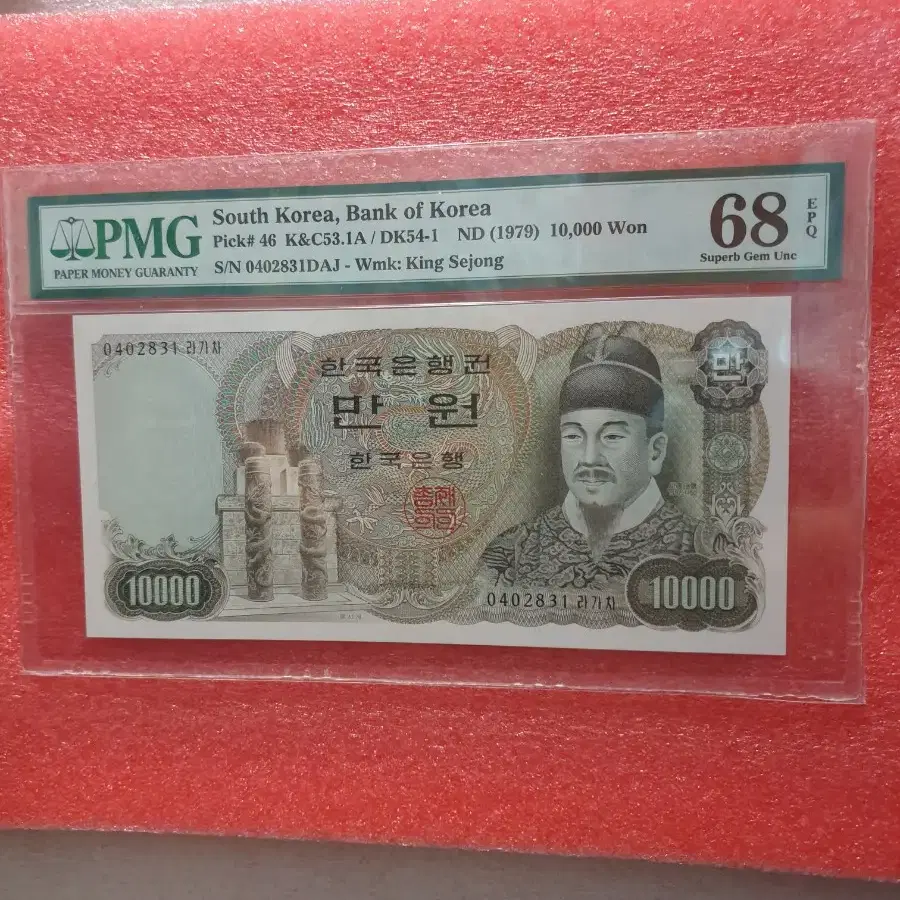 PMG
PAPER MONEY GUARANTY
South Korea, Bank of Korea
Pick# 46 K&C53.1A / DK54-1 ND (1979) 10,000 Won
S/N 0402831DAJ - Wmk: King Sejong
68
EPQ
Superb Gem Unc
0402831 라가차
한국은행권
만원
한국은행
만
10000
0402831 라가차
10000